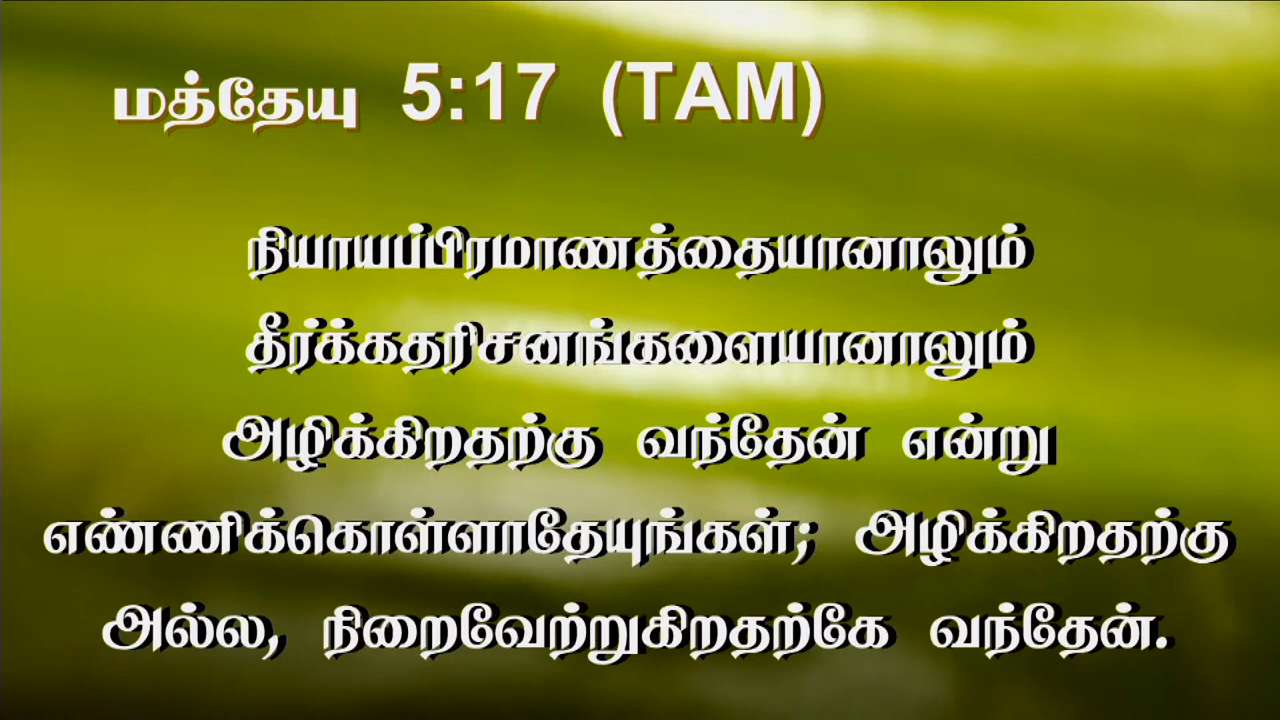 மத்தேயு 5:17 (TAM)
நியாயப்பிரமாணத்தையானாலும்
தீர்க்கதரிசனங்களையானாலும்
அழிக்கிறதற்கு வந்தேன் என்று
எண்ணிக்கொள்ளாதேயுங்கள்; அழிக்கிறதற்கு
அல்ல, நிறைவேற்றுகிறதற்கே வந்தேன்.